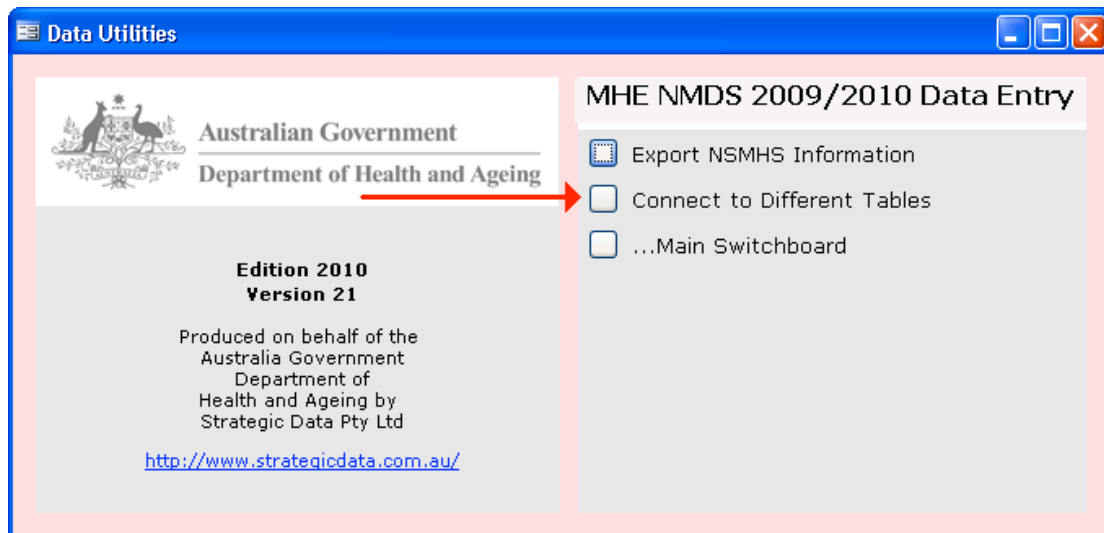 Data Utilities
Australian Government
Department of Health and Ageing
Edition 2010
Version 21
Produced on behalf of the
Australia Government
Department of
Health and Ageing by
Strategic Data Pty Ltd
http://www.strategicdata.com.au/
MHE NMDS 2009/2010 Data Entry
Export NSMHS Information
Connect to Different Tables
...Main Switchboard